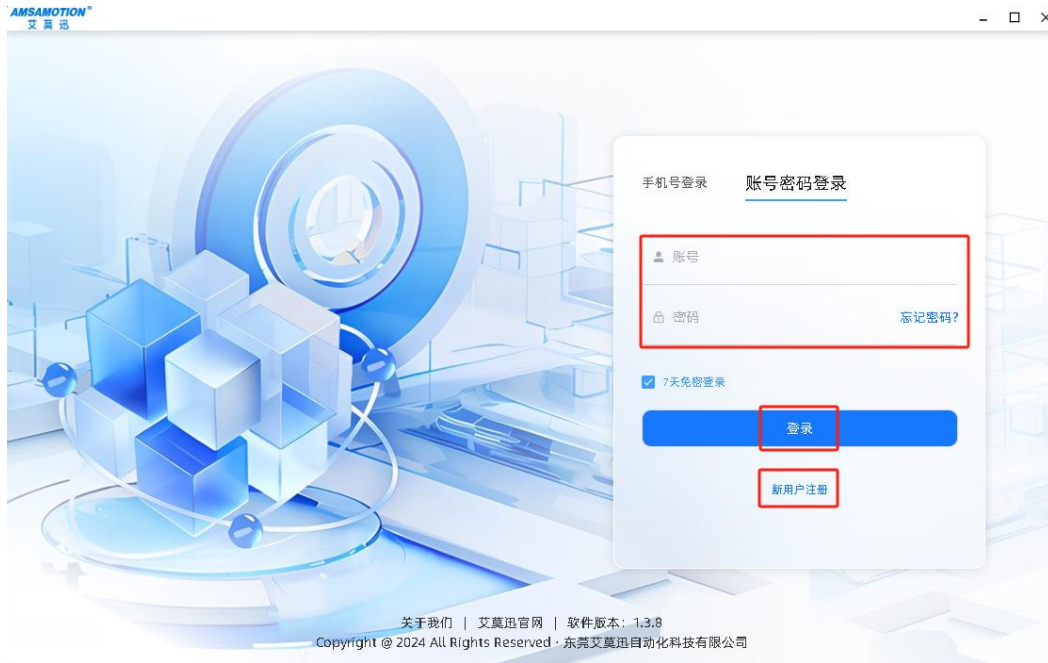 AMSAMOTION®
艾莫迅
手机号登录 账号密码登录
账号
密码 忘记密码?
7天免密登录
登录
新用户注册
关于我们 | 艾莫迅官网 | 软件版本: 1.3.8
Copyright @ 2024 All Rights Reserved · 东莞艾莫迅自动化科技有限公司